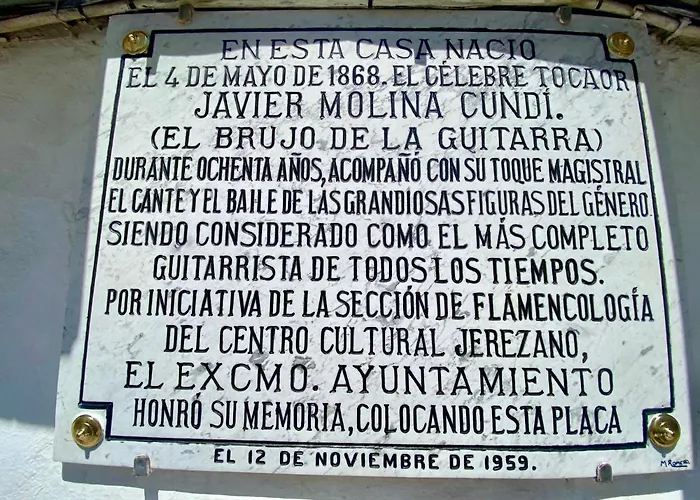 EN ESTA CASA NACIO
EL 4 DE MAYO DE 1868. EL CÉLEBRE TOCAOR
JAVIER MOLINA CUNDÍ.
(EL BRUJO DE LA GUITARRA)
DURANTE OCHENTA AÑOS, ACOMPAÑÓ CON SU TOQUE MAGISTRAL
EL CANTE Y EL BAILE DE LAS GRANDIOSAS FIGURAS DEL GÉNERO
SIENDO CONSIDERADO COMO EL MÁS COMPLETO
GUITARRISTA DE TODOS LOS TIEMPOS.
POR INICIATIVA DE LA SECCIÓN DE FLAMENCOLOGÍA
DEL CENTRO CULTURAL JEREZANO,
EL EXCMO. AYUNTAMIENTO
HONRÓ SU MEMORIA, COLOCANDO ESTA PLACA
EL 12 DE NOVIEMBRE DE 1959.